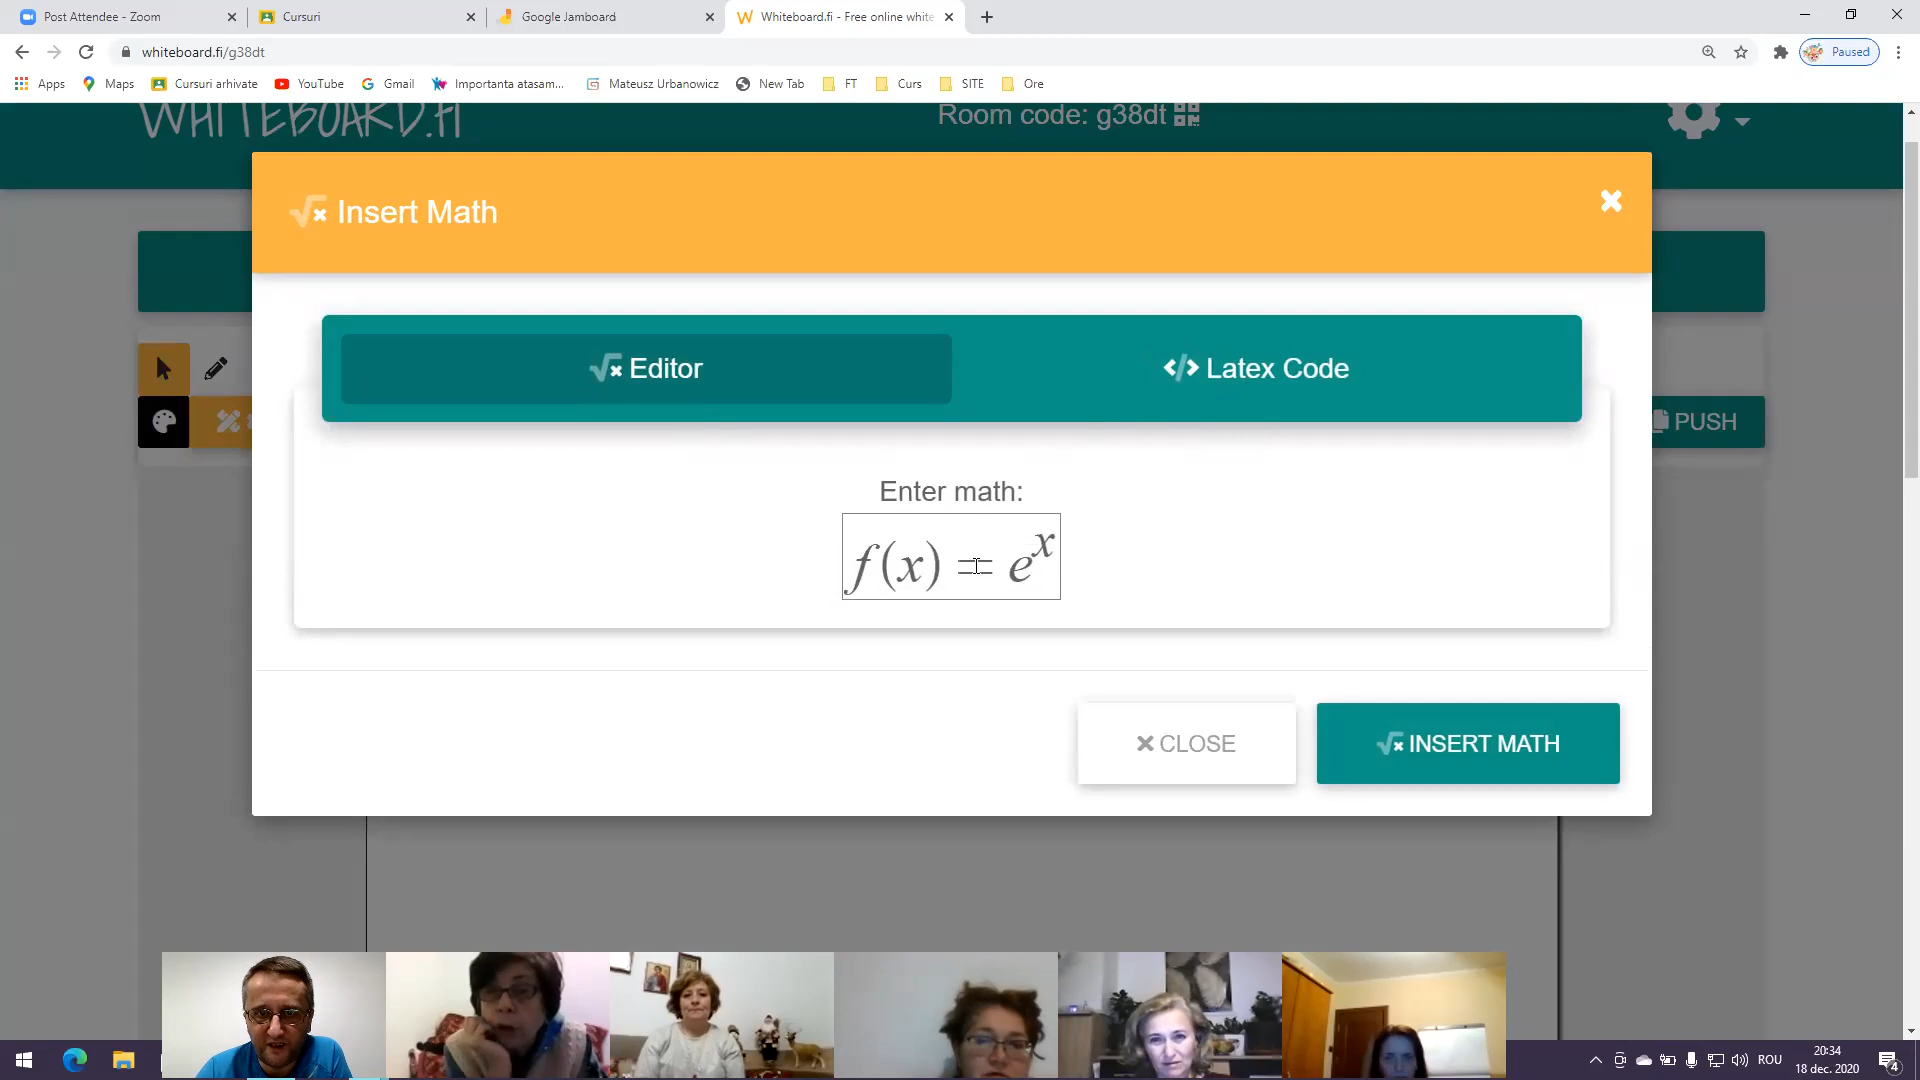 Post Attendee - Zoom
Cursuri
Google Jamboard
Whiteboard.fi - Free online white
whiteboard.fi/g38dt
Paused
Apps
Maps
Cursuri arhivate
YouTube
Gmail
Importanta atasam...
Mateusz Urbanowicz
New Tab
FT
Curs
SITE
Ore
WHITEBOARD.fi
Room code: g38dt
Insert Math
Editor
Latex Code
PUSH
Enter math:
f(x) = e^x
CLOSE
INSERT MATH
ROU
20:34
18 dec. 2020
4